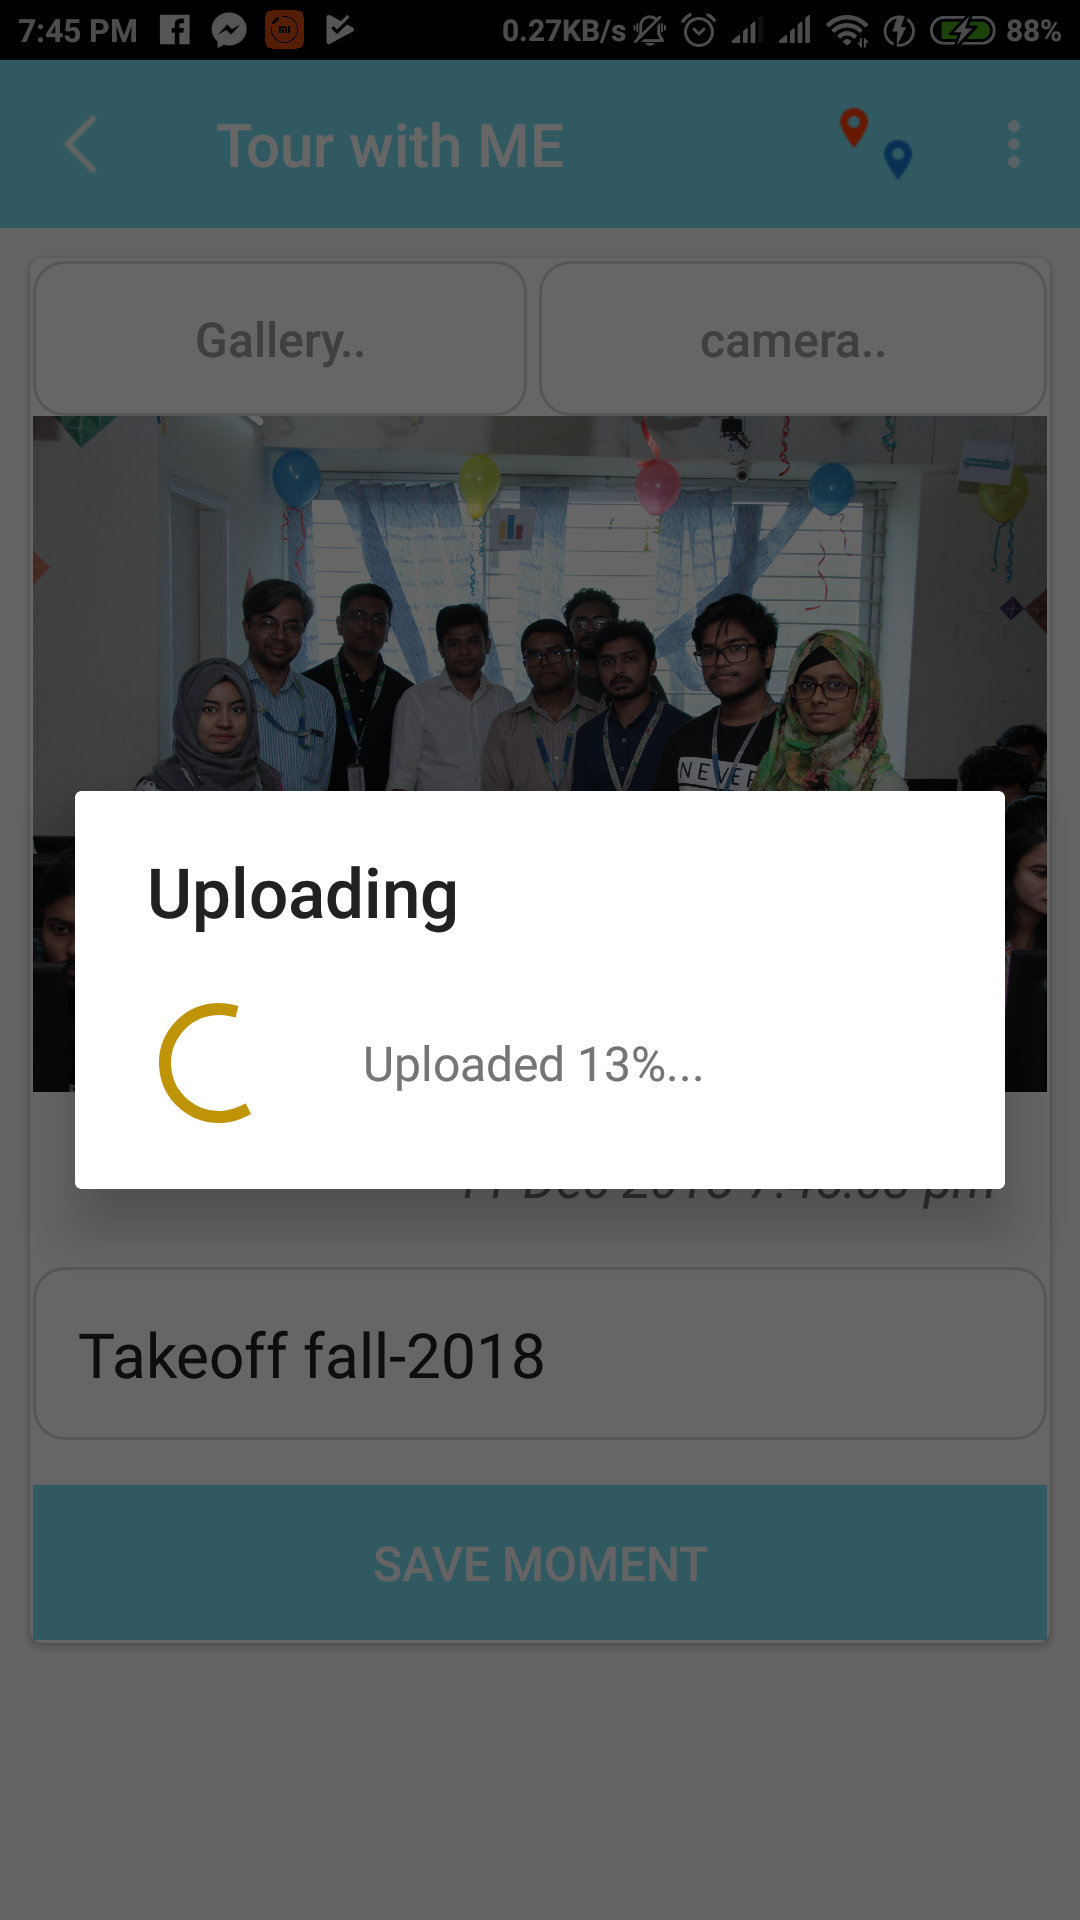 7:45 PM 0.27KB/s 88%
Tour with ME
Gallery..
camera..
NEVER
Uploading
Uploaded 13%...
Takeoff fall-2018
SAVE MOMENT